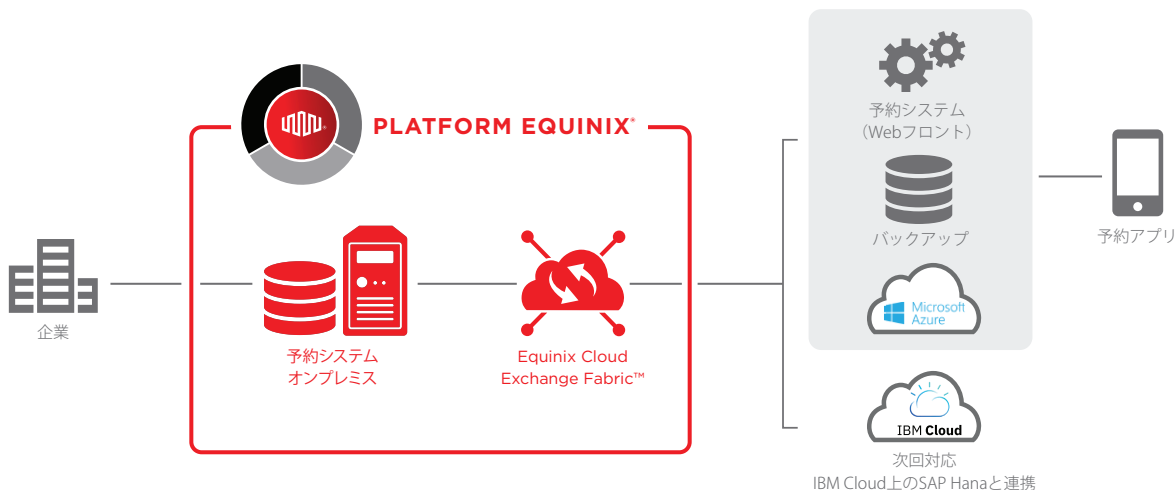 PLATFORM EQUINIX®
企業
予約システム
オンプレミス
Equinix Cloud
Exchange Fabric™
予約システム
（Webフロント）
バックアップ
Microsoft
Azure
予約アプリ
IBM Cloud
次回対応
IBM Cloud上のSAP Hanaと連携